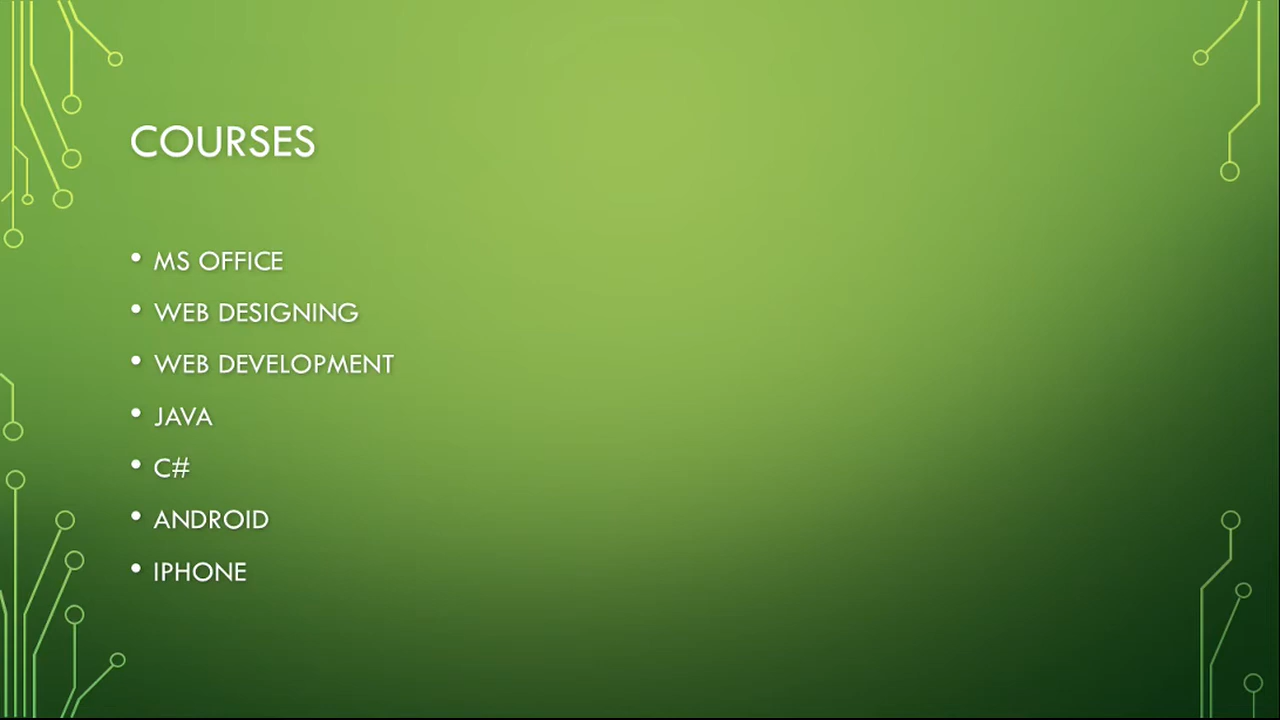 COURSES
• MS OFFICE
• WEB DESIGNING
• WEB DEVELOPMENT
• JAVA
• C#
• ANDROID
• IPHONE